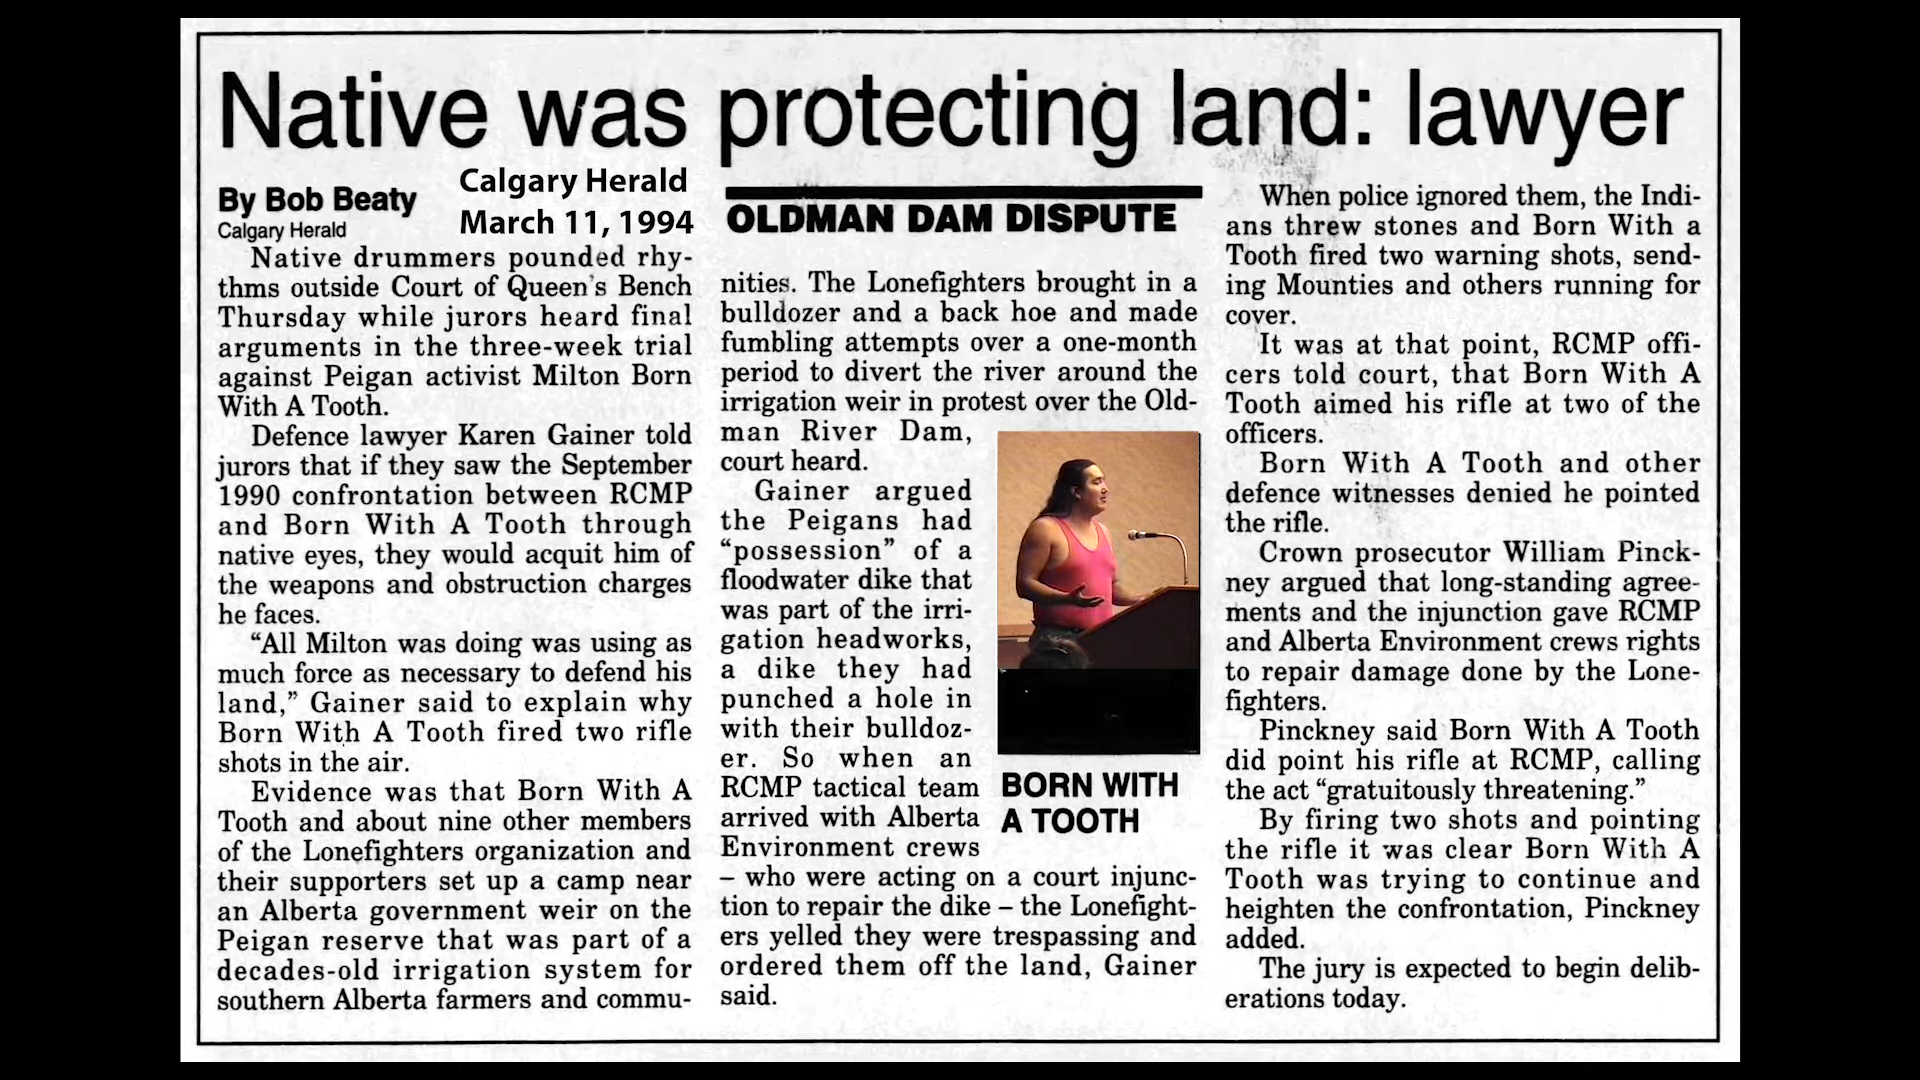 Native was protecting land: lawyer
By Bob Beaty
Calgary Herald
Calgary Herald
March 11, 1994
Native drummers pounded rhy-
thms outside Court of Queen's Bench
Thursday while jurors heard final
arguments in the three-week trial
against Peigan activist Milton Born
With A Tooth.
Defence lawyer Karen Gainer told
jurors that if they saw the September
1990 confrontation between RCMP
and Born With A Tooth through
native eyes, they would acquit him of
the weapons and obstruction charges
he faces.
“All Milton was doing was using as
much force as necessary to defend his
land,” Gainer said to explain why
Born With A Tooth fired two rifle
shots in the air.
Evidence was that Born With A
Tooth and about nine other members
of the Lonefighters organization and
their supporters set up a camp near
an Alberta government weir on the
Peigan reserve that was part of a
decades-old irrigation system for
southern Alberta farmers and commu-
OLDMAN DAM DISPUTE
nities. The Lonefighters brought in a
bulldozer and a back hoe and made
fumbling attempts over a one-month
period to divert the river around the
irrigation weir in protest over the Old-
man River Dam,
court heard.
Gainer argued
the Peigans had
“possession” of a
floodwater dike that
was part of the irri-
gation headworks,
a dike they had
punched a hole in
with their bulldoz-
er. So when an
RCMP tactical team
arrived with Alberta
Environment crews
– who were acting on a court injunc-
tion to repair the dike – the Lonefight-
ers yelled they were trespassing and
ordered them off the land, Gainer
said.
BORN WITH
A TOOTH
When police ignored them, the Indi-
ans threw stones and Born With a
Tooth fired two warning shots, send-
ing Mounties and others running for
cover.
It was at that point, RCMP offi-
cers told court, that Born With A
Tooth aimed his rifle at two of the
officers.
Born With A Tooth and other
defence witnesses denied he pointed
the rifle.
Crown prosecutor William Pinck-
ney argued that long-standing agree-
ments and the injunction gave RCMP
and Alberta Environment crews rights
to repair damage done by the Lone-
fighters.
Pinckney said Born With A Tooth
did point his rifle at RCMP, calling
the act “gratuitously threatening.”
By firing two shots and pointing
the rifle it was clear Born With A
Tooth was trying to continue and
heighten the confrontation, Pinckney
added.
The jury is expected to begin delib-
erations today.